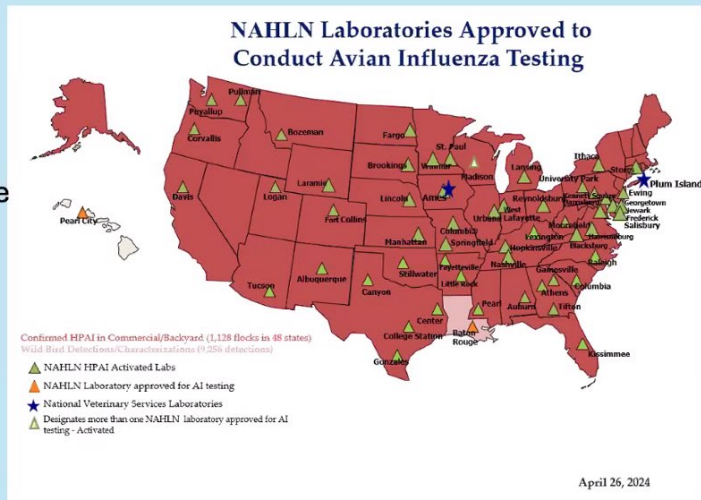 NAHLN Laboratories Approved to
Conduct Avian Influenza Testing
e
Pullman
Puyallup
Corvallis
Bozeman
Fargo
St. Paul
Willmar
Ithaca
Storrs
Brookings
Madison
Lansing
University Park
Plum Island
Laramie
Ames
Reynoldsburg
Ewing
Georgetown
Newark
Frederick
Salisbury
Davis
Logan
Lincoln
Urbana
West
Lafayette
Pearl City
Fort Collins
Columbia
Lexington
Moorefield
Harrisonburg
Manhattan
Springfield
Hopkinsville
Blacksburg
Nashville
Raleigh
Stillwater
Fayetteville
Gainesville
Tucson
Albuquerque
Canyon
Little Rock
Athens
Columbia
Center
Pearl
Auburn
Tifton
College Station
Baton
Rouge
Kissimmee
Gonzales
Confirmed HPAI in Commercial/Backyard (1,128 flocks in 48 states)
Wild Bird Detections/Characterizations (9,256 detections)
NAHLN HPAI Activated Labs
NAHLN Laboratory approved for AI testing
National Veterinary Services Laboratories
Designates more than one NAHLN laboratory approved for AI
testing - Activated
April 26, 2024